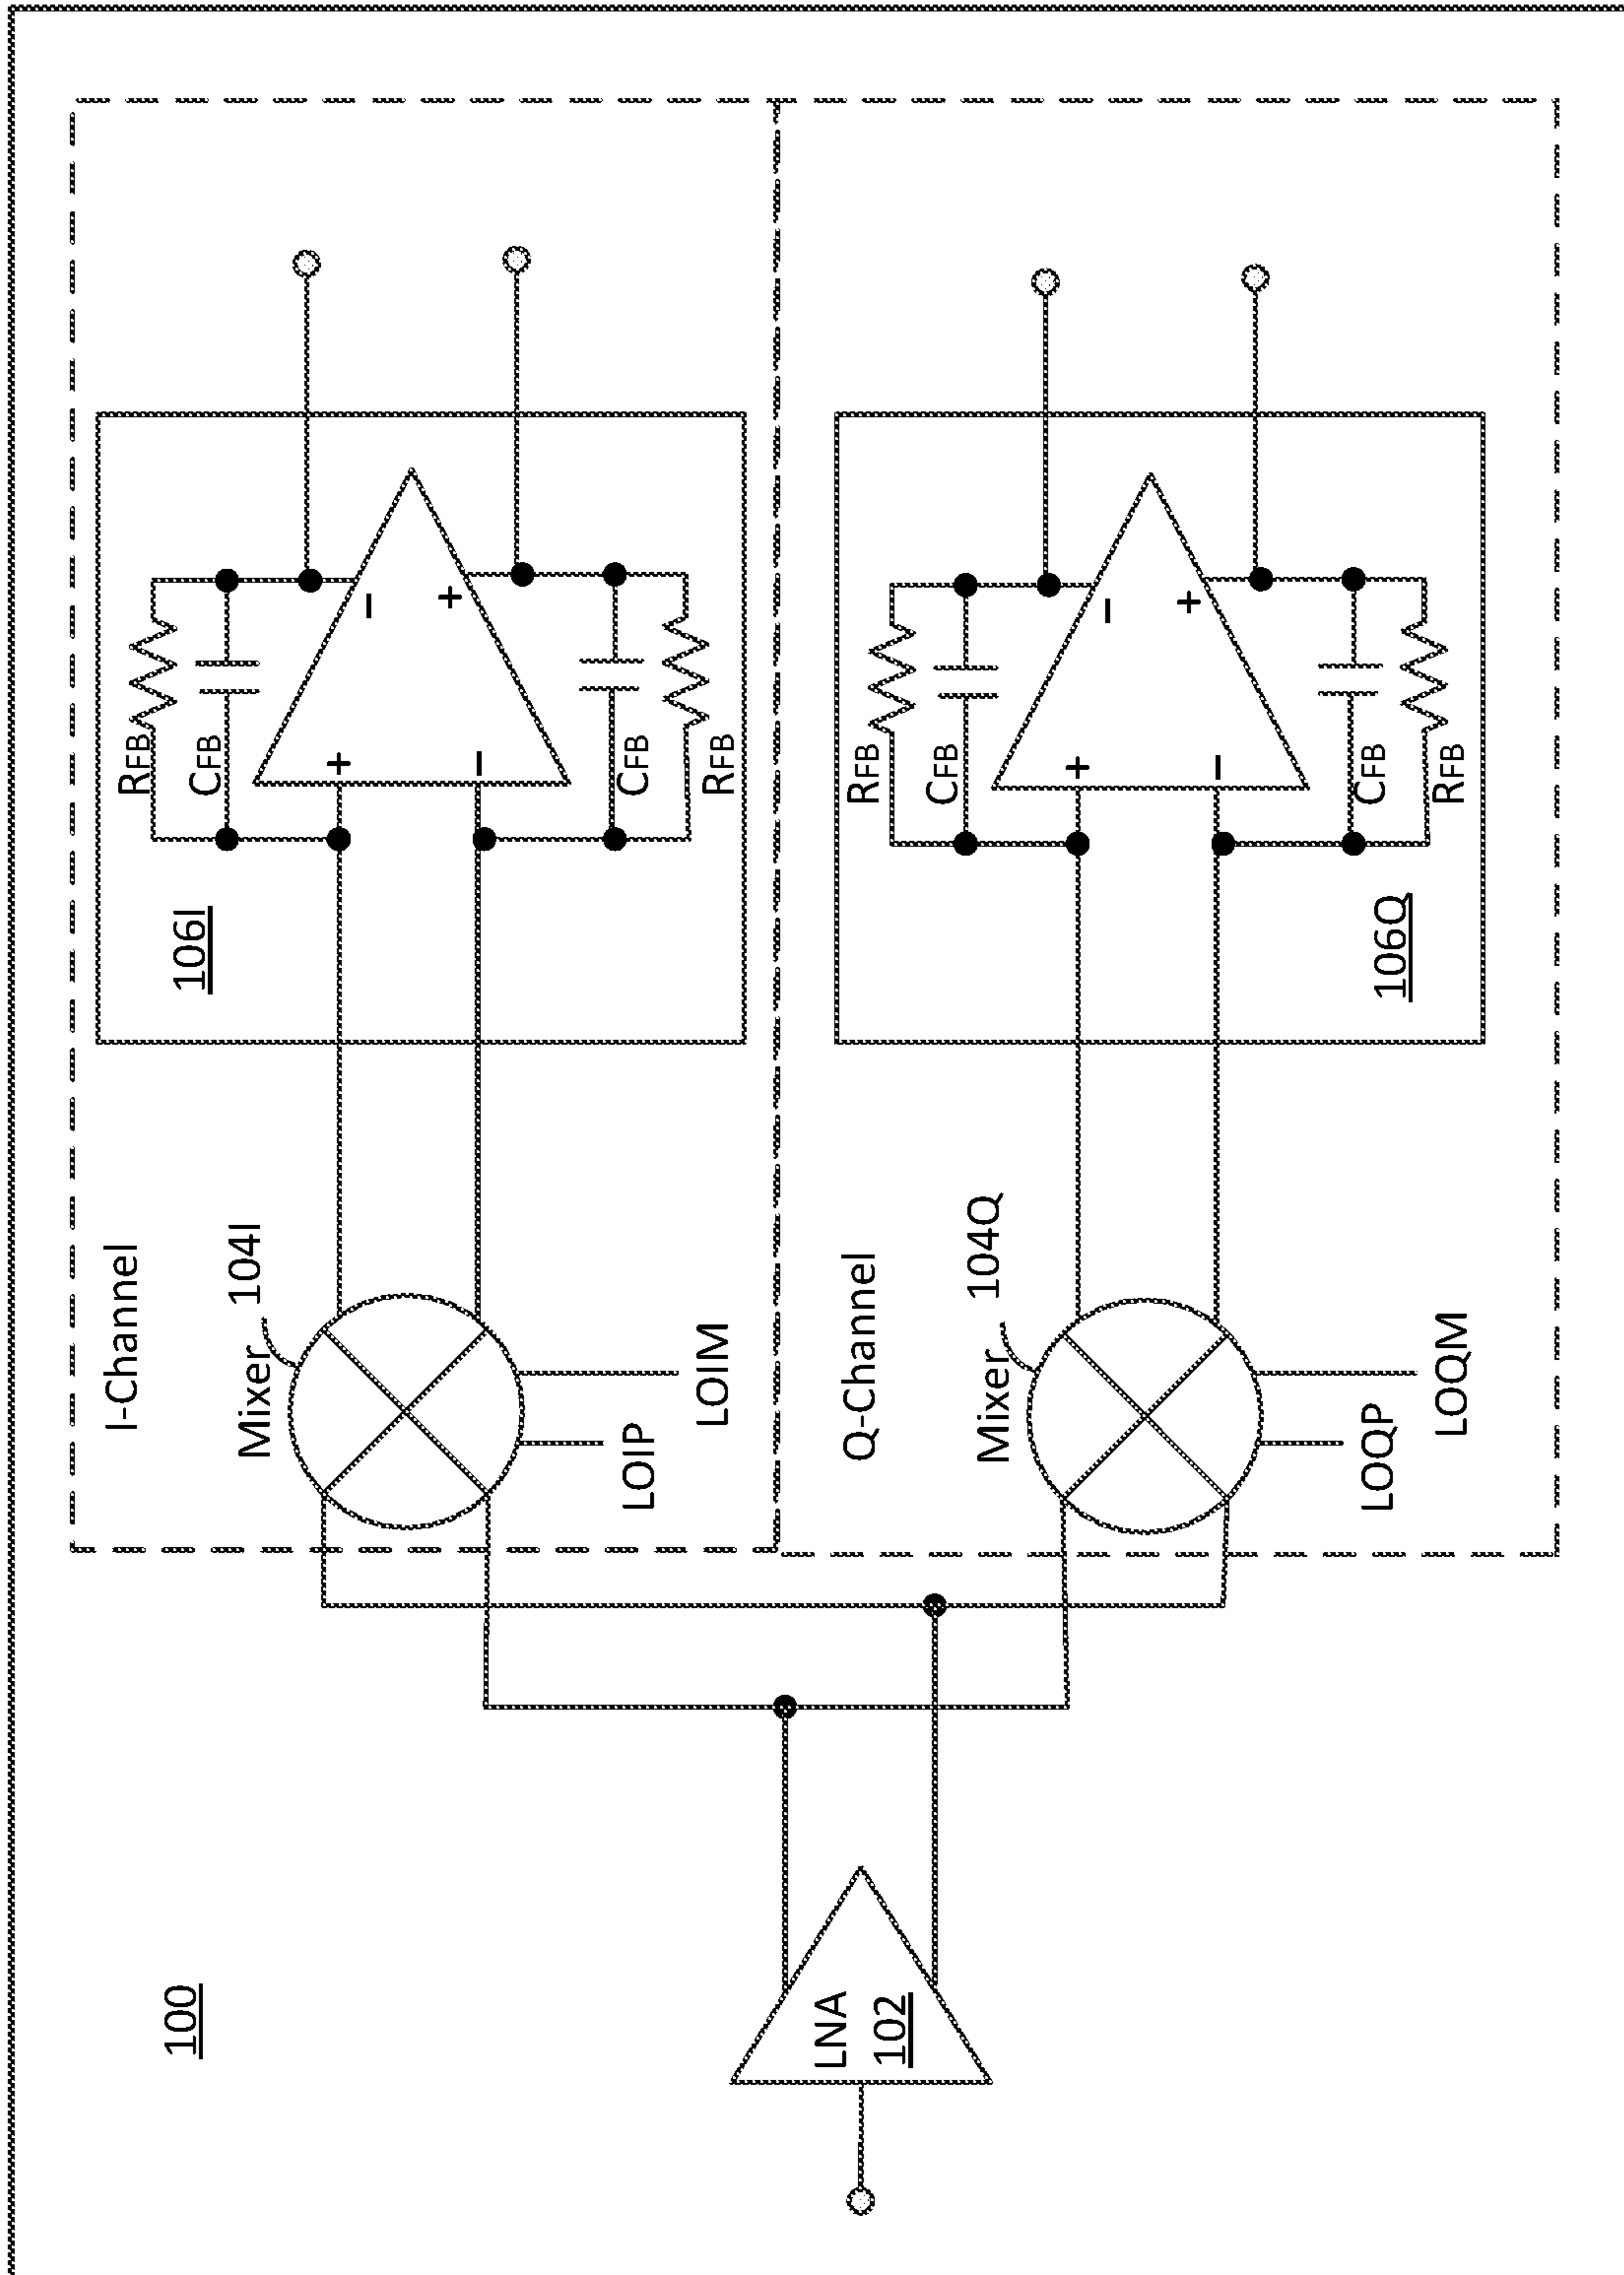 100
LNA
102
I-Channel
Mixer
104I
LOIP
LOIM
106I
RFB
CFB
+
−
−
+
CFB
RFB
Q-Channel
Mixer
104Q
LOQP
LOQM
RFB
CFB
+
−
−
+
CFB
RFB
106Q